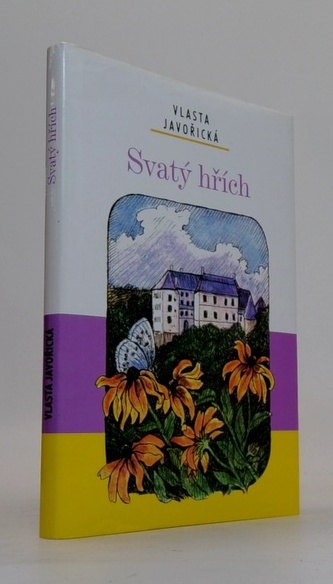 VLASTA
JAVOŘICKÁ
Svatý hřích
Svatý hřích
VLASTA JAVOŘICKÁ